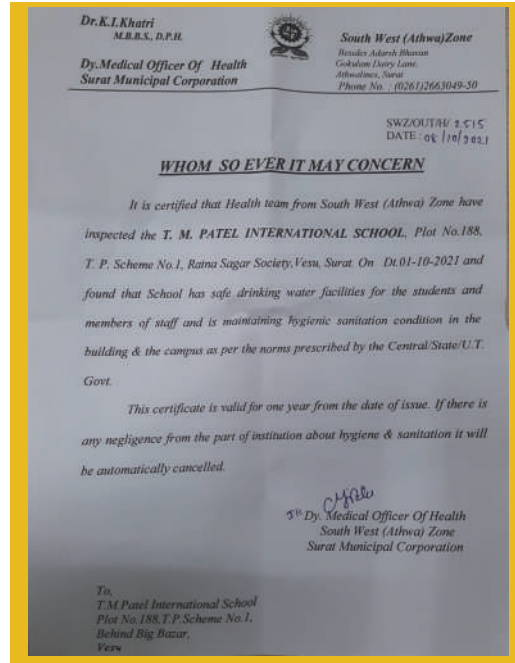 Dr.K.I.Khatri
M.B.B.S., D.P.H.
Dy.Medical Officer Of Health
Surat Municipal Corporation
South West (Athwa)Zone
Besides Adarsh Bhavan
Gokulam Dairy Lane,
Athwalines, Surat
Phone No. : (0261)2663049-50
SWZ/OUT/H/ 2515
DATE : 08/10/2021
WHOM SO EVER IT MAY CONCERN
It is certified that Health team from South West (Athwa) Zone have
inspected the T. M. PATEL INTERNATIONAL SCHOOL, Plot No.188,
T. P. Scheme No.1, Ratna Sagar Society,Vesu, Surat. On Dt.01-10-2021 and
found that School has safe drinking water facilities for the students and
members of staff and is maintaining hygienic sanitation condition in the
building & the campus as per the norms prescribed by the Central/State/U.T.
Govt.
This certificate is valid for one year from the date of issue. If there is
any negligence from the part of institution about hygiene & sanitation it will
be automatically cancelled.
Dy. Medical Officer Of Health
South West (Athwa) Zone
Surat Municipal Corporation
To,
T.M.Patel International School
Plot No.188,T.P.Scheme No.1,
Behind Big Bazar,
Vesu